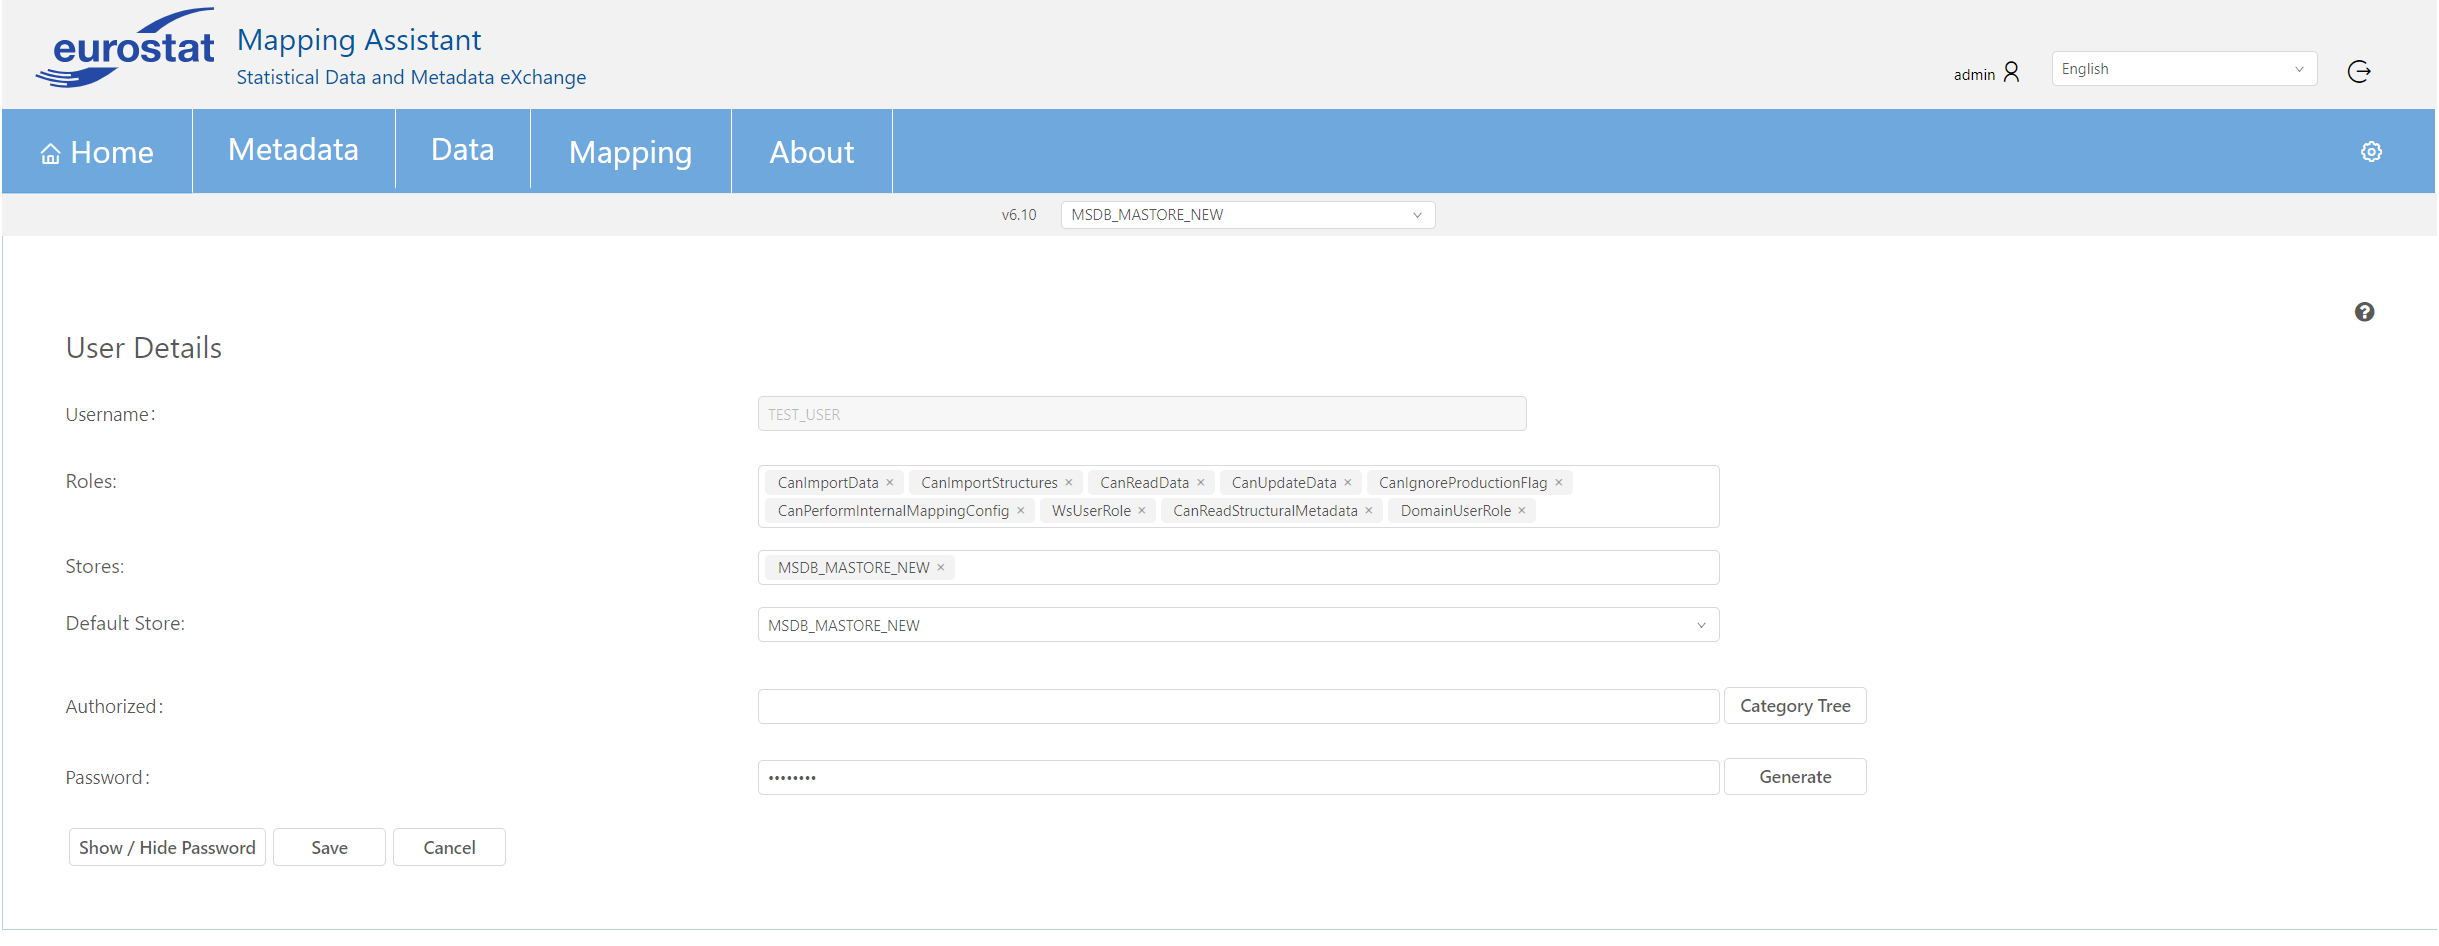 eurostat
Mapping Assistant
Statistical Data and Metadata eXchange
admin
English
Home
Metadata
Data
Mapping
About
v6.10
MSDB_MASTORE_NEW
User Details
Username:
TEST_USER
Roles:
CanImportData × CanImportStructures × CanReadData × CanUpdateData × CanIgnoreProductionFlag ×
CanPerformInternalMappingConfig × WsUserRole × CanReadStructuralMetadata × DomainUserRole ×
Stores:
MSDB_MASTORE_NEW ×
Default Store:
MSDB_MASTORE_NEW
Authorized:
Category Tree
Password:
••••••••
Generate
Show / Hide Password
Save
Cancel